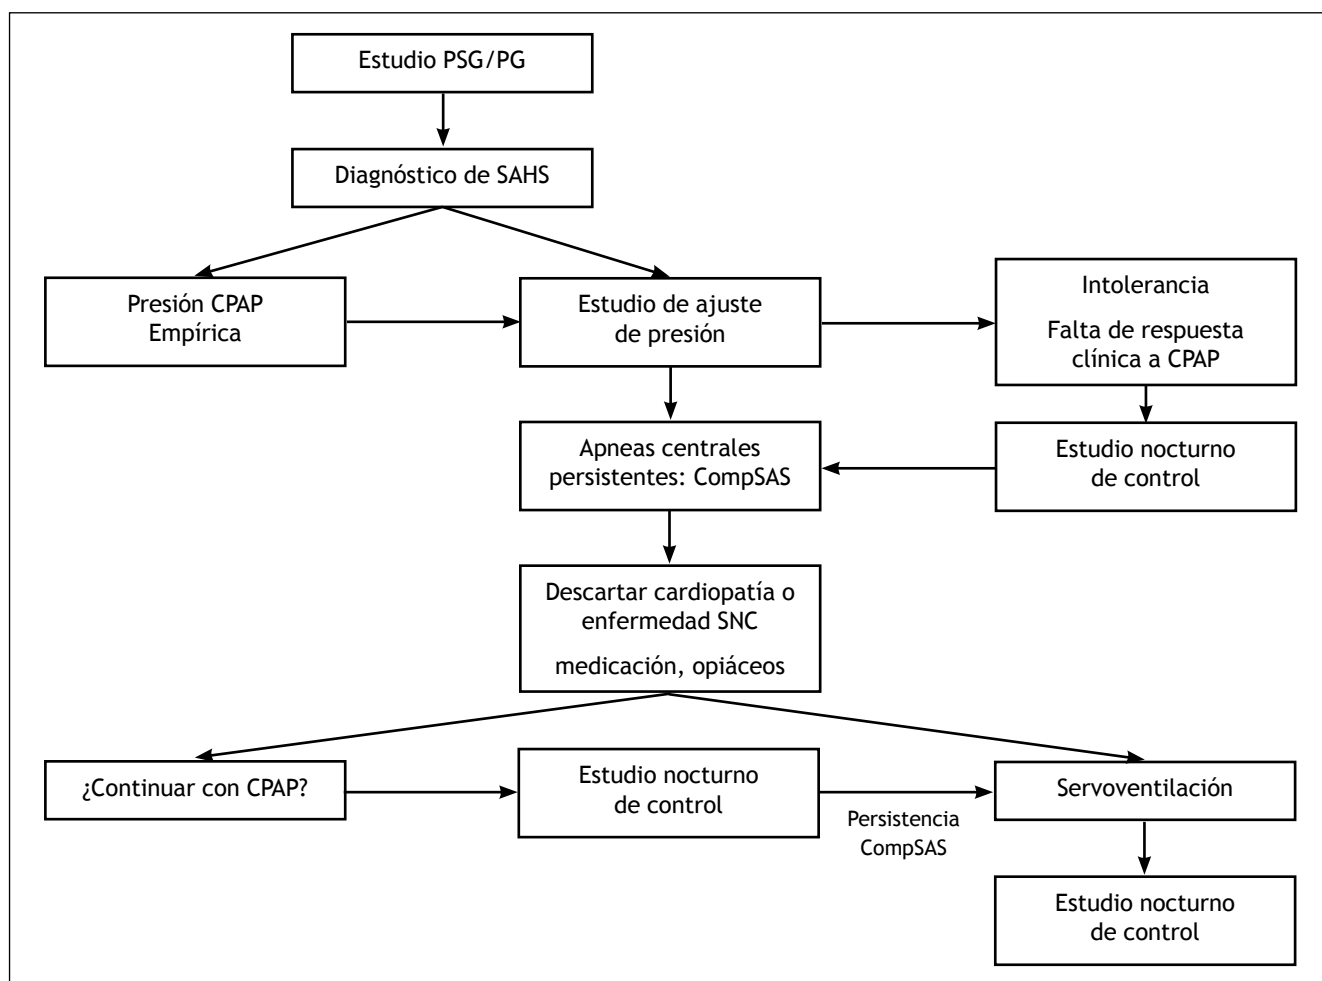 Estudio PSG/PG
Diagnóstico de SAHS
Presión CPAP
Empírica
Estudio de ajuste
de presión
Intolerancia
Falta de respuesta
clínica a CPAP
Apneas centrales
persistentes: CompSAS
Estudio nocturno
de control
Descartar cardiopatía o
enfermedad SNC
medicación, opiáceos
¿Continuar con CPAP?
Estudio nocturno
de control
Persistencia
CompSAS
Servoventilación
Estudio nocturno
de control